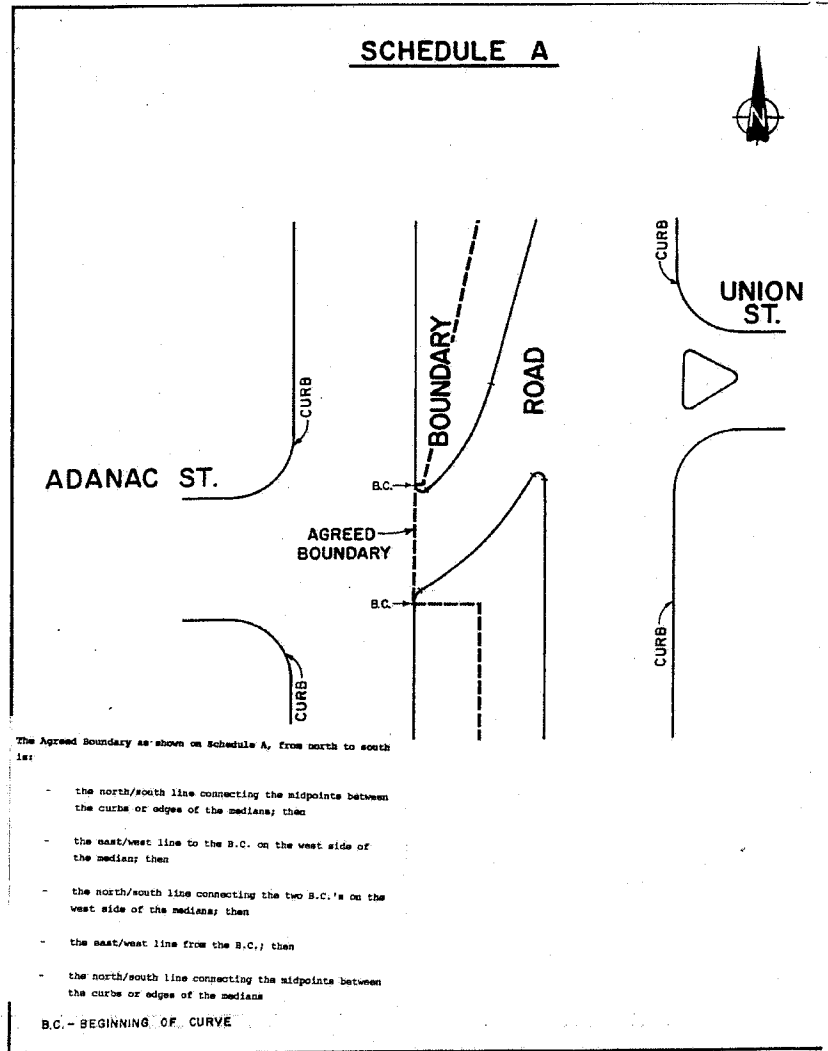 SCHEDULE A
N
CURB
UNION
ST.
BOUNDARY
ROAD
CURB
ADANAC ST.
B.C.
AGREED
BOUNDARY
B.C.
CURB
CURB
The Agreed Boundary as shown on Schedule A, from north to south
is:
- the north/south line connecting the midpoints between
the curbs or edges of the medians; then
- the east/west line to the B.C. on the west side of
the median; then
- the north/south line connecting the two B.C.'s on the
west side of the medians; then
- the east/west line from the B.C.; then
- the north/south line connecting the midpoints between
the curbs or edges of the medians
B.C. - BEGINNING OF CURVE